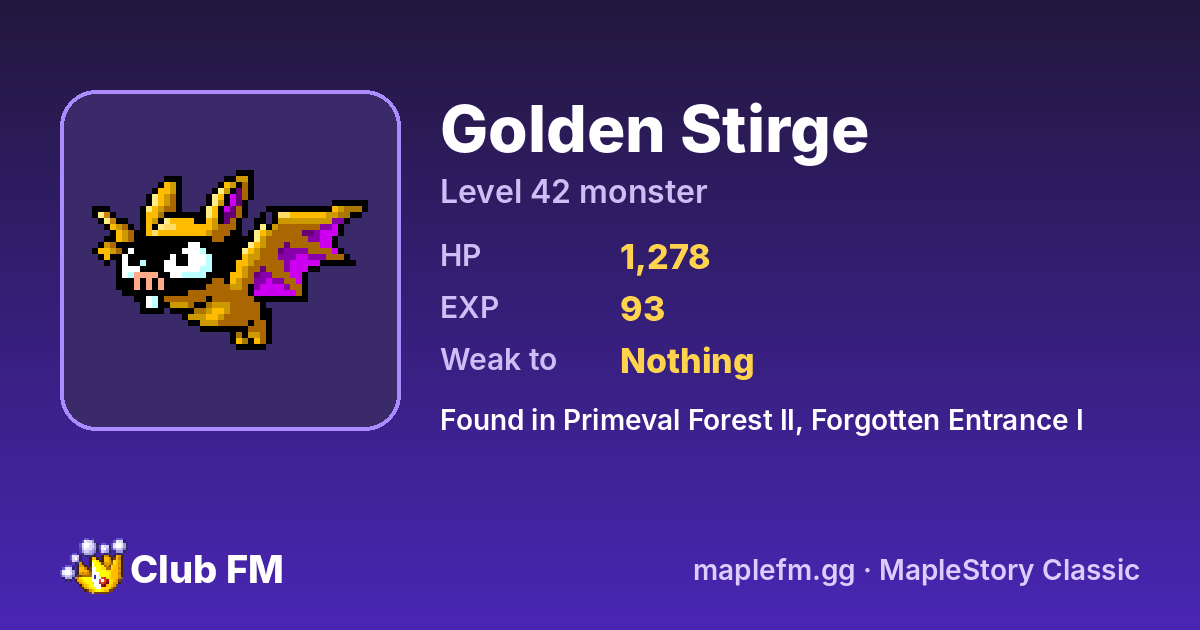 Golden Stirge
Level 42 monster
HP 1,278
EXP 93
Weak to Nothing
Found in Primeval Forest II, Forgotten Entrance I
Club FM
maplefm.gg · MapleStory Classic